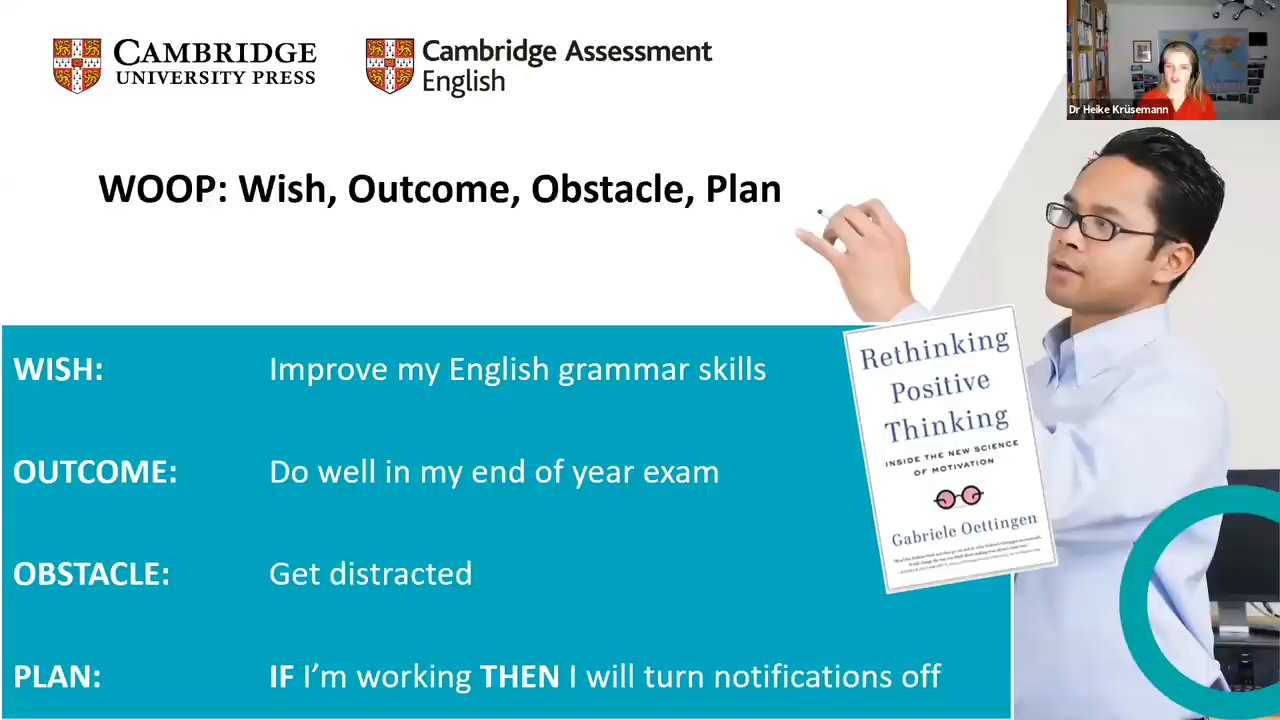 CAMBRIDGE
UNIVERSITY PRESS
Cambridge Assessment
English
Dr Heike Krüsemann
WOOP: Wish, Outcome, Obstacle, Plan
WISH: Improve my English grammar skills
OUTCOME: Do well in my end of year exam
OBSTACLE: Get distracted
PLAN: IF I’m working THEN I will turn notifications off
Rethinking
Positive
Thinking
INSIDE THE NEW SCIENCE
OF MOTIVATION
Gabriele Oettingen